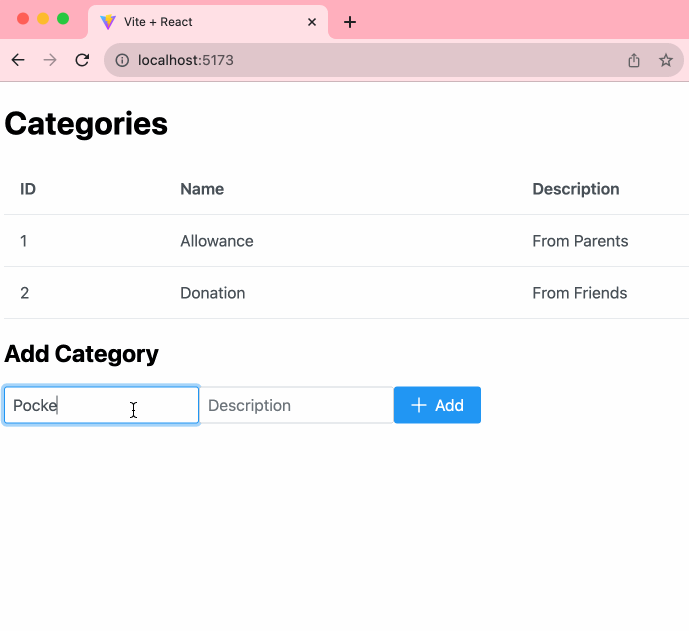 Vite + React
localhost:5173
Categories
ID Name Description
1 Allowance From Parents
2 Donation From Friends
Add Category
Pocke Description Add